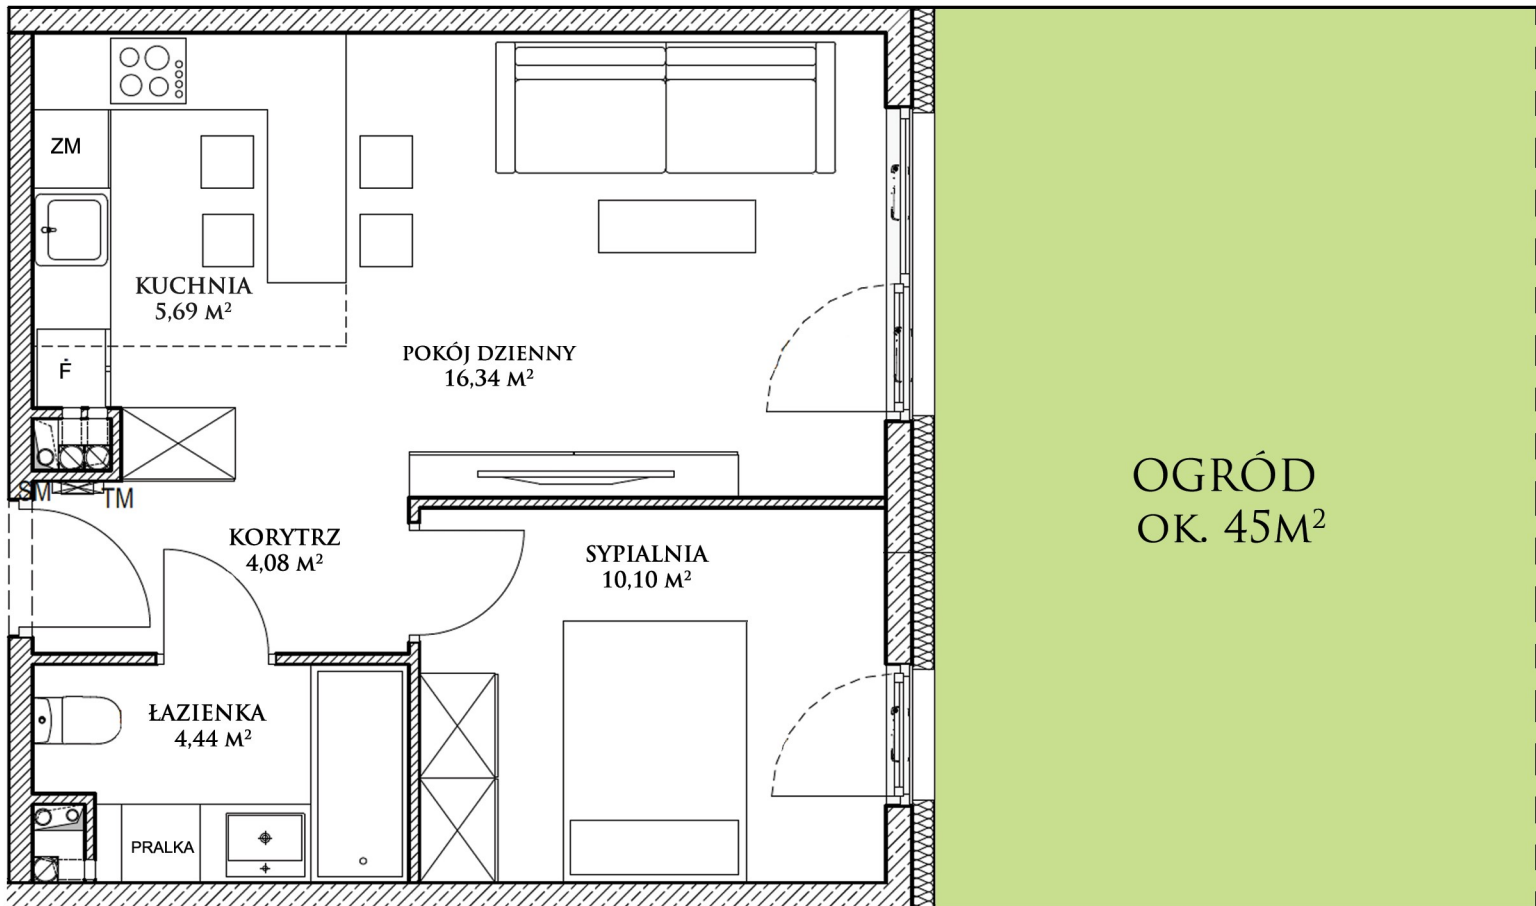 ZM
KUCHNIA
5,69 M²
POKÓJ DZIENNY
16,34 M²
Ḟ
SM
TM
KORYTRZ
4,08 M²
SYPIALNIA
10,10 M²
OGRÓD
OK. 45M²
ŁAZIENKA
4,44 M²
PRALKA